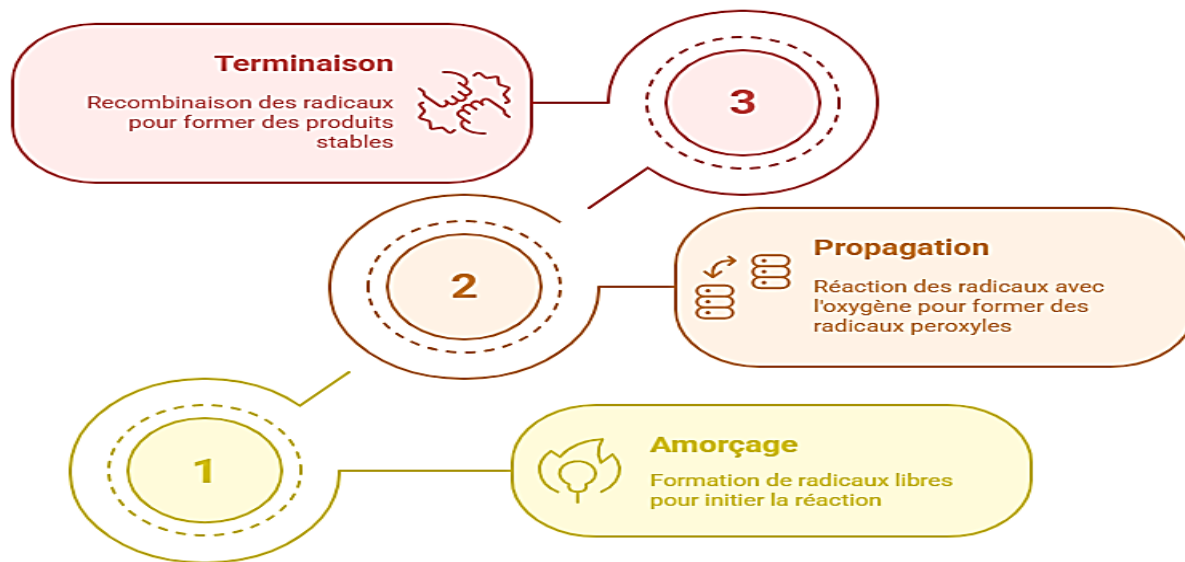 Terminaison
Recombinaison des radicaux
pour former des produits
stables
3
2
Propagation
Réaction des radicaux avec
l'oxygène pour former des
radicaux peroxyles
1
Amorçage
Formation de radicaux libres
pour initier la réaction